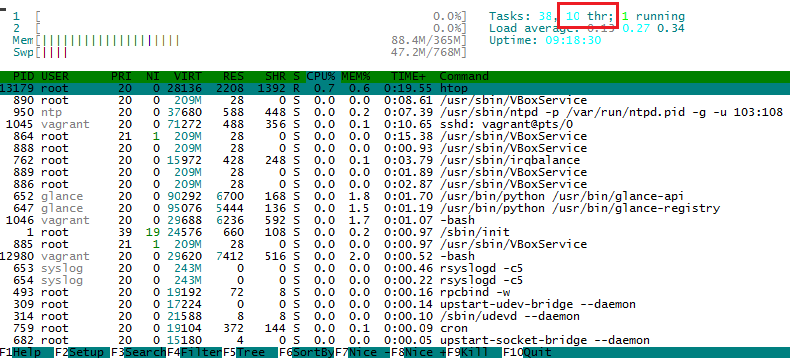 1 [ 0.0%] Tasks: 38, 10 thr; 1 running
2 [ 0.0%] Load average: 0.13 0.27 0.34
Mem[||||||||||||||||||||| 88.4M/365M] Uptime: 09:18:30
Swp[|||| 47.2M/768M]
PID USER PRI NI VIRT RES SHR S CPU% MEM% TIME+ Command
13179 root 20 0 28136 2208 1392 R 0.7 0.6 0:19.55 htop
890 root 20 0 209M 28 0 S 0.0 0.0 0:08.61 /usr/sbin/VBoxService
950 ntp 20 0 37680 588 448 S 0.0 0.2 0:07.39 /usr/sbin/ntpd -p /var/run/ntpd.pid -g -u 103:108
1045 vagrant 20 0 71272 488 356 S 0.0 0.1 0:10.65 sshd: vagrant@pts/0
864 root 21 1 209M 28 0 S 0.0 0.0 0:15.38 /usr/sbin/VBoxService
888 root 20 0 209M 28 0 S 0.0 0.0 0:00.93 /usr/sbin/VBoxService
762 root 20 0 15972 428 248 S 0.0 0.1 0:03.79 /usr/sbin/irqbalance
889 root 20 0 209M 28 0 S 0.0 0.0 0:01.89 /usr/sbin/VBoxService
886 root 20 0 209M 28 0 S 0.0 0.0 0:02.87 /usr/sbin/VBoxService
652 glance 20 0 90292 6700 168 S 0.0 1.8 0:01.70 /usr/bin/python /usr/bin/glance-api
647 glance 20 0 95076 5444 136 S 0.0 1.5 0:01.19 /usr/bin/python /usr/bin/glance-registry
1046 vagrant 20 0 29688 6236 592 S 0.0 1.7 0:01.07 -bash
1 root 39 19 24576 660 108 S 0.0 0.2 0:00.97 /sbin/init
885 root 21 1 209M 28 0 S 0.0 0.0 0:00.97 /usr/sbin/VBoxService
12980 vagrant 20 0 29620 7412 516 S 0.0 2.0 0:00.52 -bash
653 syslog 20 0 243M 0 0 S 0.0 0.0 0:00.46 rsyslogd -c5
654 syslog 20 0 243M 0 0 S 0.0 0.0 0:00.22 rsyslogd -c5
493 root 20 0 19192 72 8 S 0.0 0.0 0:00.16 rpcbind -w
309 root 20 0 17224 0 0 S 0.0 0.0 0:00.14 upstart-udev-bridge --daemon
314 root 20 0 21588 8 8 S 0.0 0.0 0:00.10 /sbin/udevd --daemon
759 root 20 0 19104 372 144 S 0.0 0.1 0:00.09 cron
682 root 20 0 15180 4 0 S 0.0 0.0 0:00.05 upstart-socket-bridge --daemon
F1Help F2Setup F3SearchF4FilterF5Tree F6SortByF7Nice -F8Nice +F9Kill F10Quit